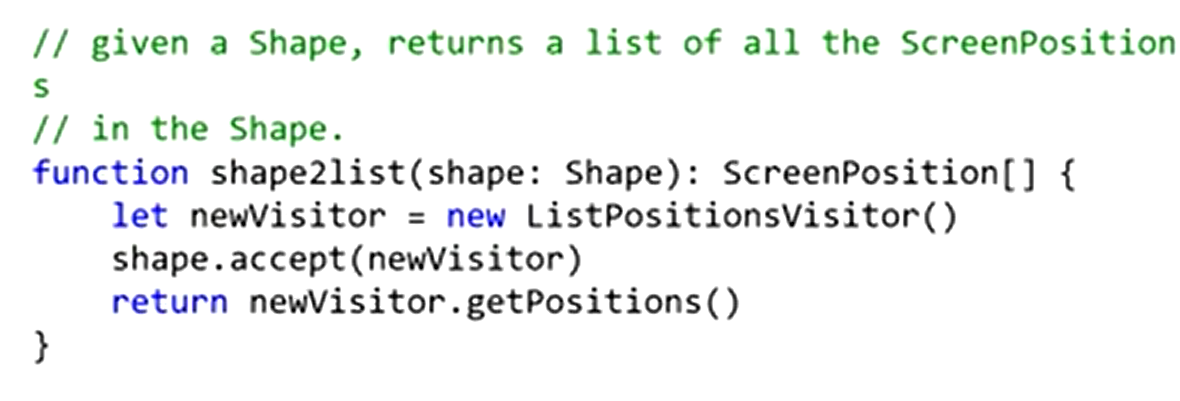 // given a Shape, returns a list of all the ScreenPosition
s
// in the Shape.
function shape2list(shape: Shape): ScreenPosition[] {
    let newVisitor = new ListPositionsVisitor()
    shape.accept(newVisitor)
    return newVisitor.getPositions()
}